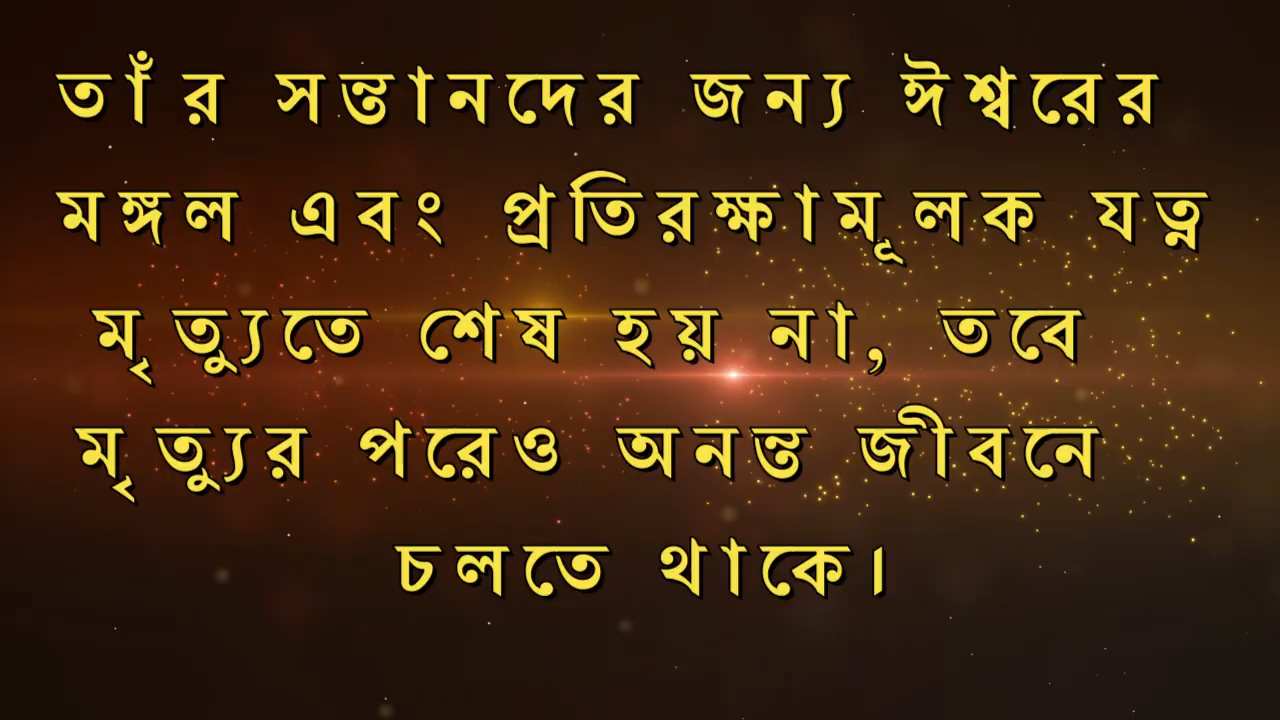 তাঁর সন্তানদের জন্য ঈশ্বরের
মঙ্গল এবং প্রতিরক্ষামূলক যত্ন
মৃত্যুতে শেষ হয় না, তবে
মৃত্যুর পরেও অনন্ত জীবনে
চলতে থাকে।